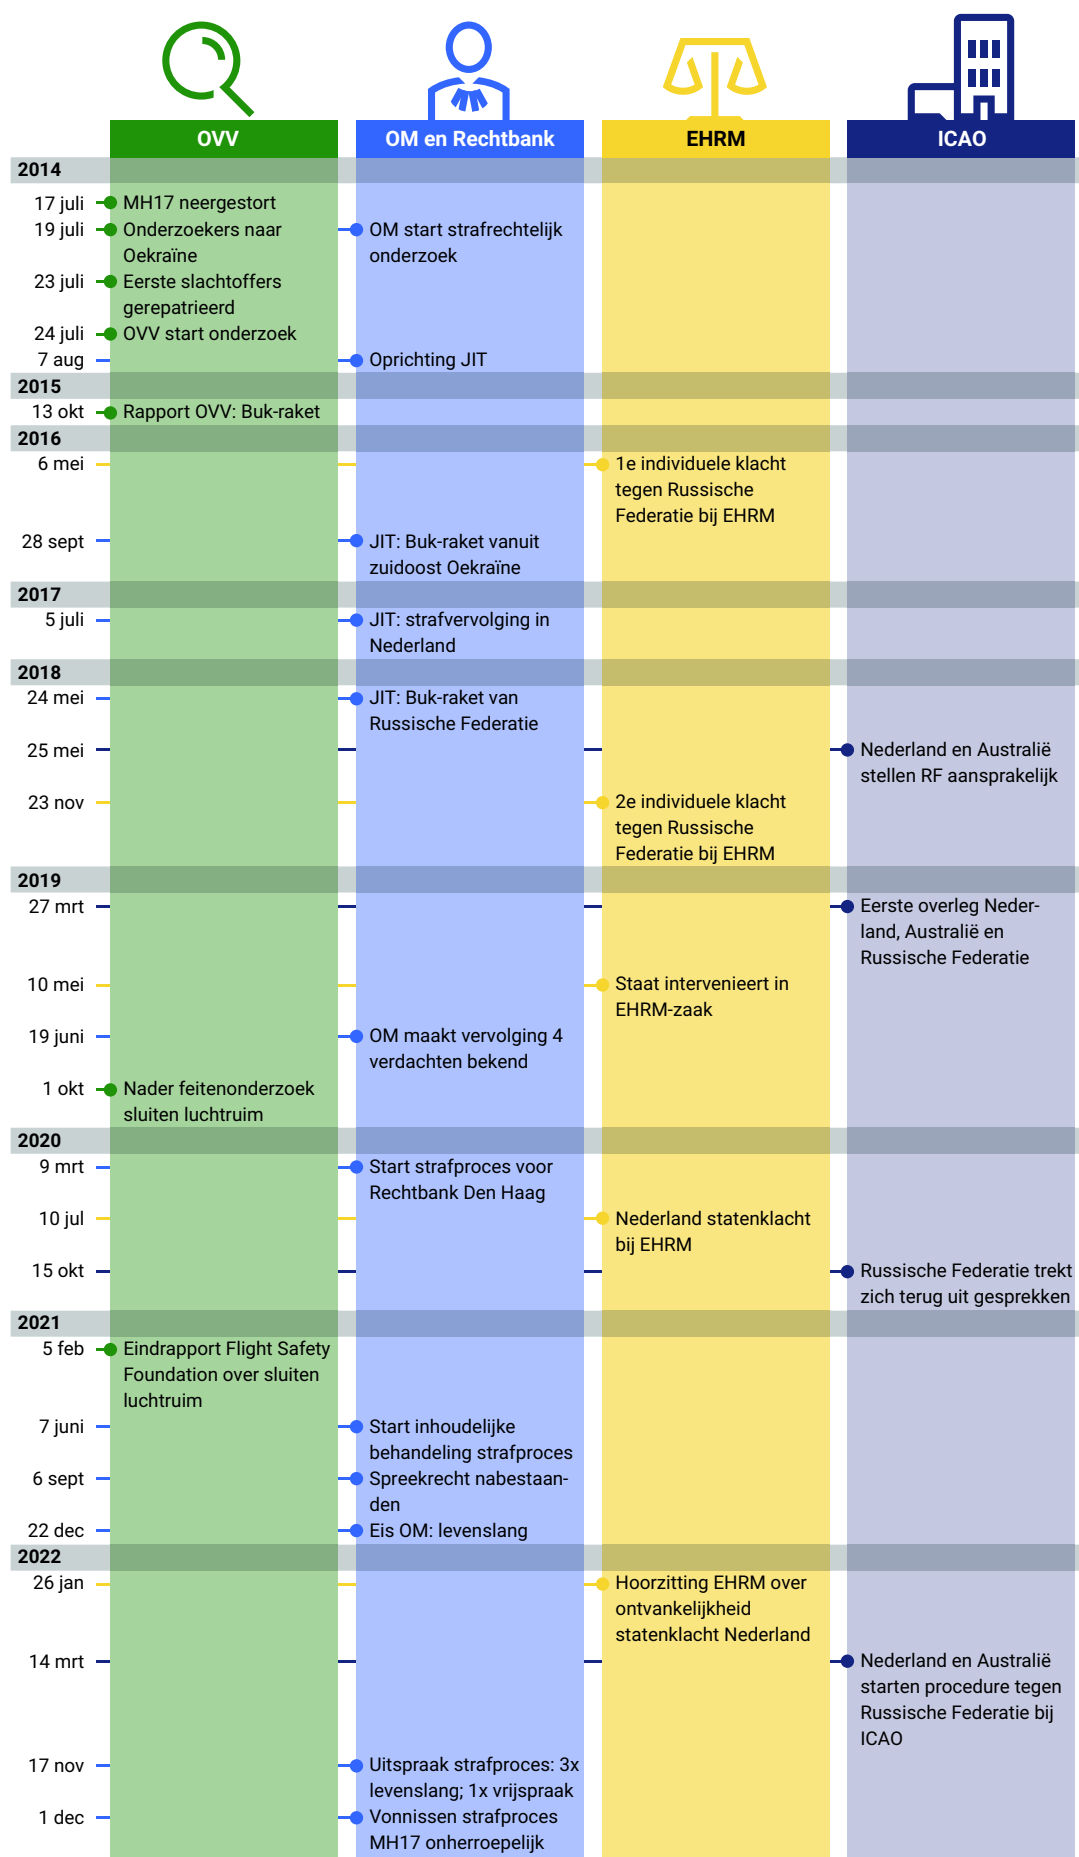 OVV
OM en Rechtbank
EHRM
ICAO
2014
17 juli
MH17 neergestort
19 juli
Onderzoekers naar
Oekraïne
OM start strafrechtelijk
onderzoek
23 juli
Eerste slachtoffers
gerepatrieerd
24 juli
OVV start onderzoek
7 aug
Oprichting JIT
2015
13 okt
Rapport OVV: Buk-raket
2016
6 mei
1e individuele klacht
tegen Russische
Federatie bij EHRM
28 sept
JIT: Buk-raket vanuit
zuidoost Oekraïne
2017
5 juli
JIT: strafvervolging in
Nederland
2018
24 mei
JIT: Buk-raket van
Russische Federatie
25 mei
Nederland en Australië
stellen RF aansprakelijk
23 nov
2e individuele klacht
tegen Russische
Federatie bij EHRM
2019
27 mrt
Eerste overleg Neder-
land, Australië en
Russische Federatie
10 mei
Staat intervenieert in
EHRM-zaak
19 juni
OM maakt vervolging 4
verdachten bekend
1 okt
Nader feitenonderzoek
sluiten luchtruim
2020
9 mrt
Start strafproces voor
Rechtbank Den Haag
10 jul
Nederland statenklacht
bij EHRM
15 okt
Russische Federatie trekt
zich terug uit gesprekken
2021
5 feb
Eindrapport Flight Safety
Foundation over sluiten
luchtruim
7 juni
Start inhoudelijke
behandeling strafproces
6 sept
Spreekrecht nabestaan-
den
22 dec
Eis OM: levenslang
2022
26 jan
Hoorzitting EHRM over
ontvankelijkheid
statenklacht Nederland
14 mrt
Nederland en Australië
starten procedure tegen
Russische Federatie bij
ICAO
17 nov
Uitspraak strafproces: 3x
levenslang; 1x vrijspraak
1 dec
Vonnissen strafproces
MH17 onherroepelijk